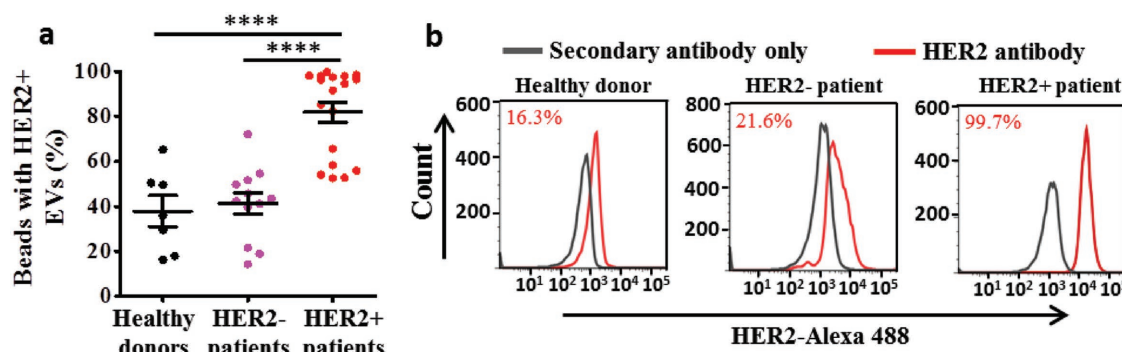 a
****
****
Beads with HER2+
EVs (%)
100
80
60
40
20
0
Healthy
donors
HER2-
patients
HER2+
patients
b
Secondary antibody only
HER2 antibody
Healthy donor
HER2- patient
HER2+ patient
Count
600
400
200
16.3%
10¹ 10² 10³ 10⁴ 10⁵
800
600
400
200
0
21.6%
10¹ 10² 10³ 10⁴ 10⁵
600
400
200
99.7%
10¹ 10² 10³ 10⁴ 10⁵
HER2-Alexa 488